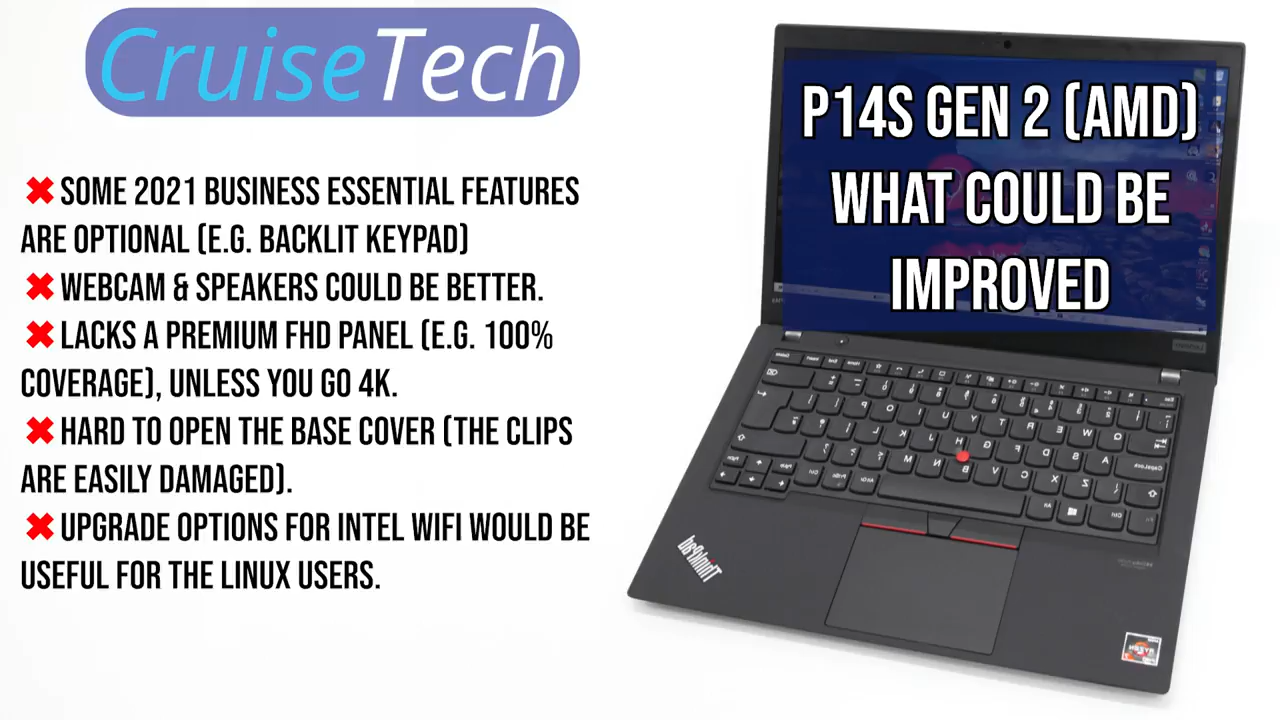 CruiseTech
P14S GEN 2 (AMD)
WHAT COULD BE
IMPROVED
✖ SOME 2021 BUSINESS ESSENTIAL FEATURES
ARE OPTIONAL (E.G. BACKLIT KEYPAD)
✖ WEBCAM & SPEAKERS COULD BE BETTER.
✖ LACKS A PREMIUM FHD PANEL (E.G. 100%
COVERAGE), UNLESS YOU GO 4K.
✖ HARD TO OPEN THE BASE COVER (THE CLIPS
ARE EASILY DAMAGED).
✖ UPGRADE OPTIONS FOR INTEL WIFI WOULD BE
USEFUL FOR THE LINUX USERS.
ThinkPad
Lenovo
RYZEN